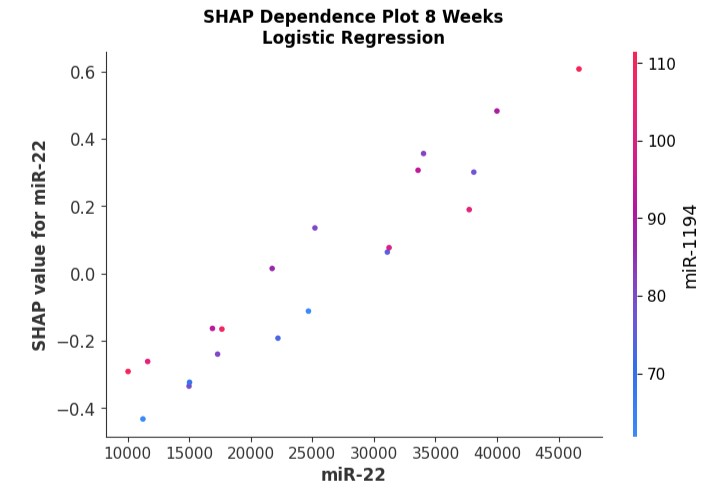 SHAP Dependence Plot 8 Weeks
Logistic Regression
SHAP value for miR-22
0.6
0.4
0.2
0.0
−0.2
−0.4
10000 15000 20000 25000 30000 35000 40000 45000
miR-22
110
100
90
80
70
miR-1194